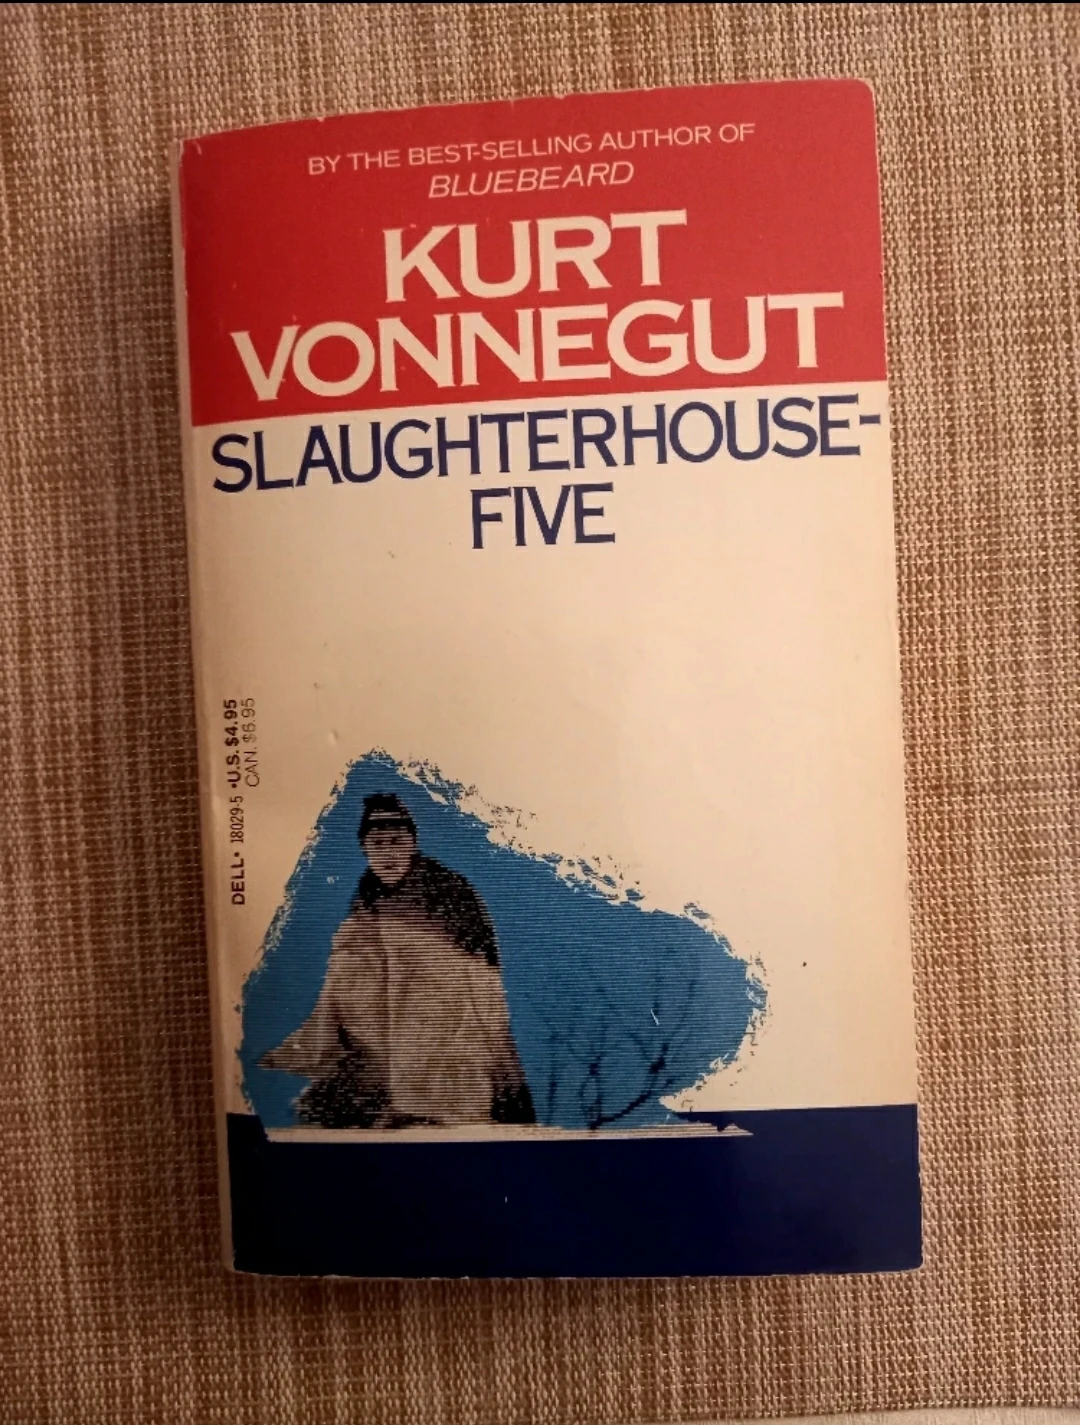 BY THE BEST-SELLING AUTHOR OF
BLUEBEARD
KURT
VONNEGUT
SLAUGHTERHOUSE-
FIVE
DELL • 18029-5 • U.S. $4.95
CAN. $6.95